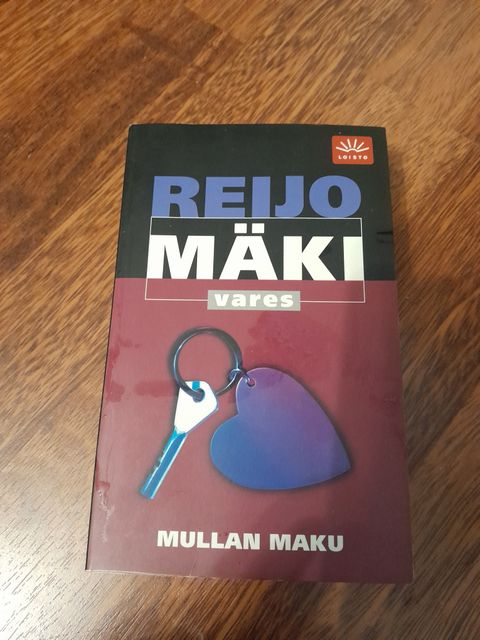 LOISTO
REIJO
MÄKI
vares
MULLAN MAKU